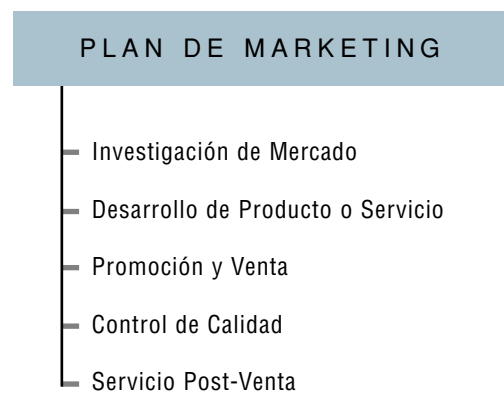 PLAN DE MARKETING
Investigación de Mercado
Desarrollo de Producto o Servicio
Promoción y Venta
Control de Calidad
Servicio Post-Venta